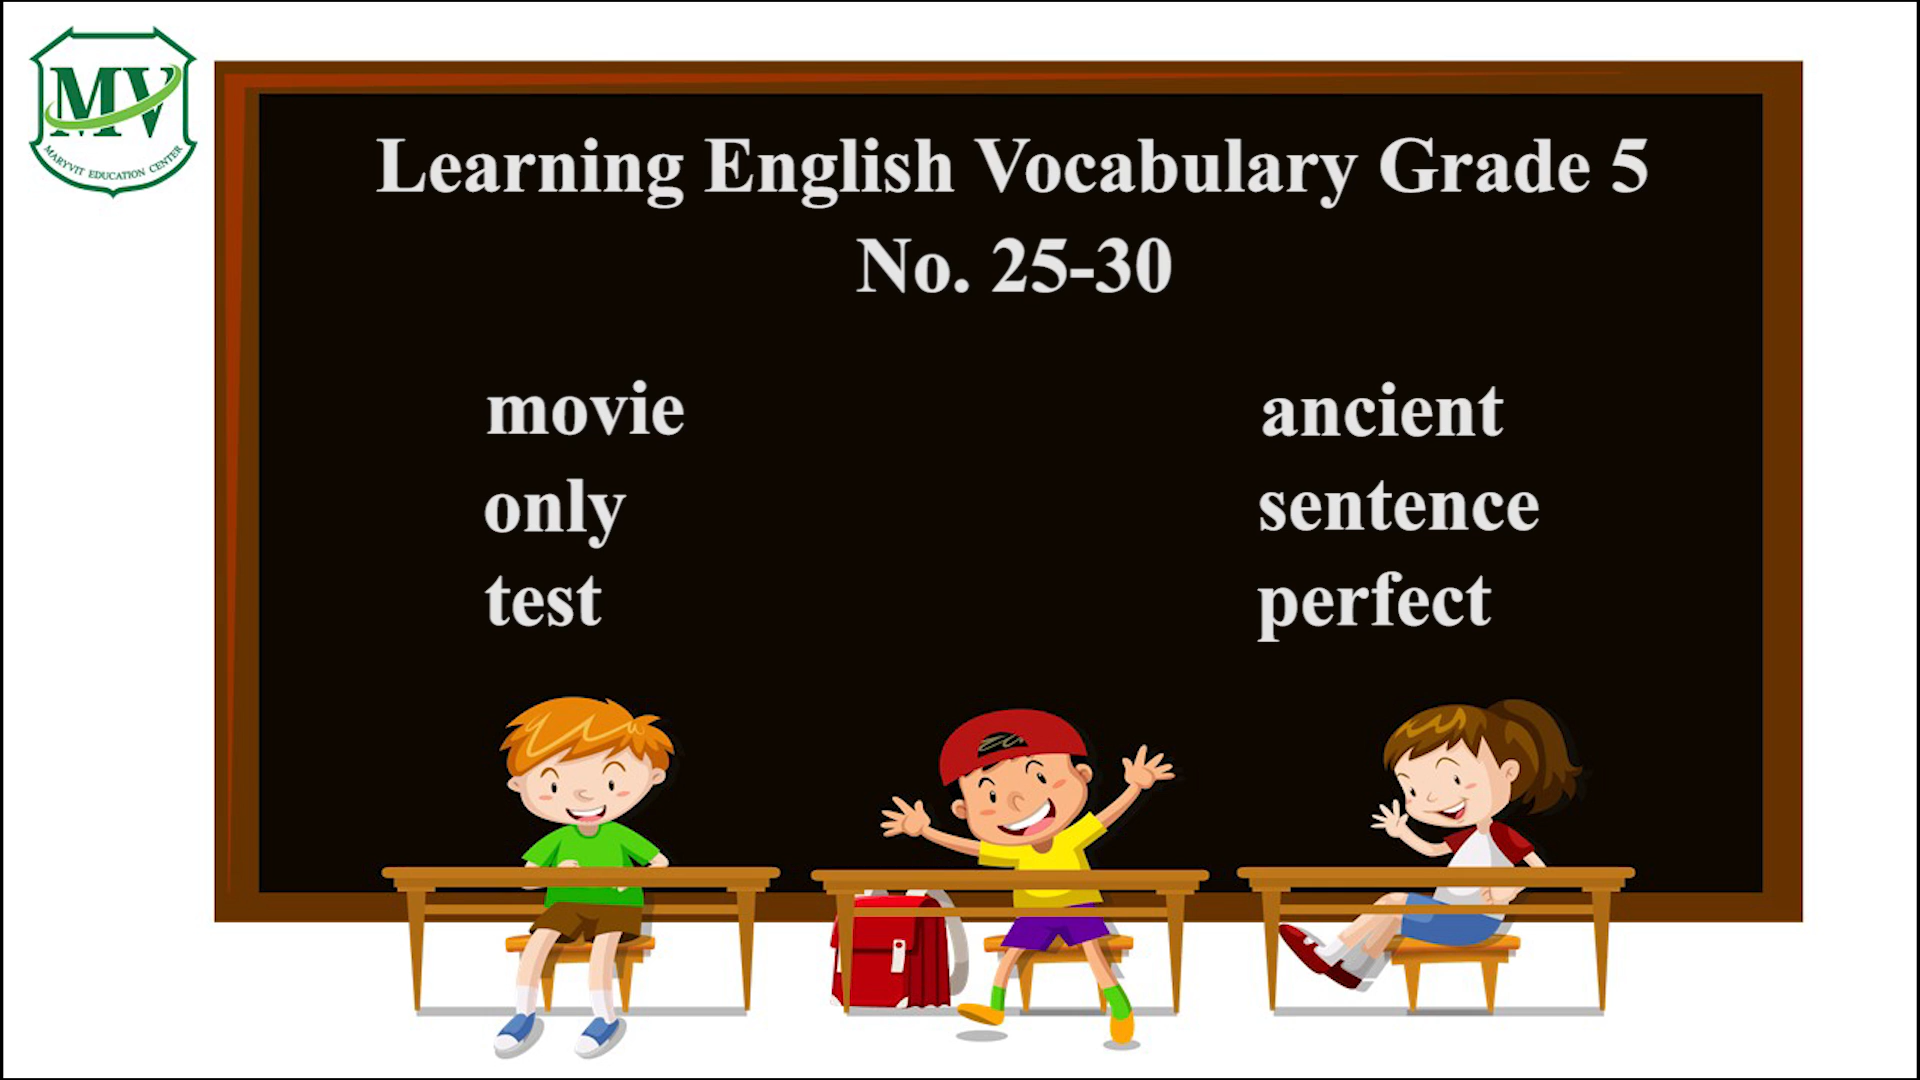 MV
MARYVIT EDUCATION CENTER
Learning English Vocabulary Grade 5
No. 25-30
movie
only
test
ancient
sentence
perfect